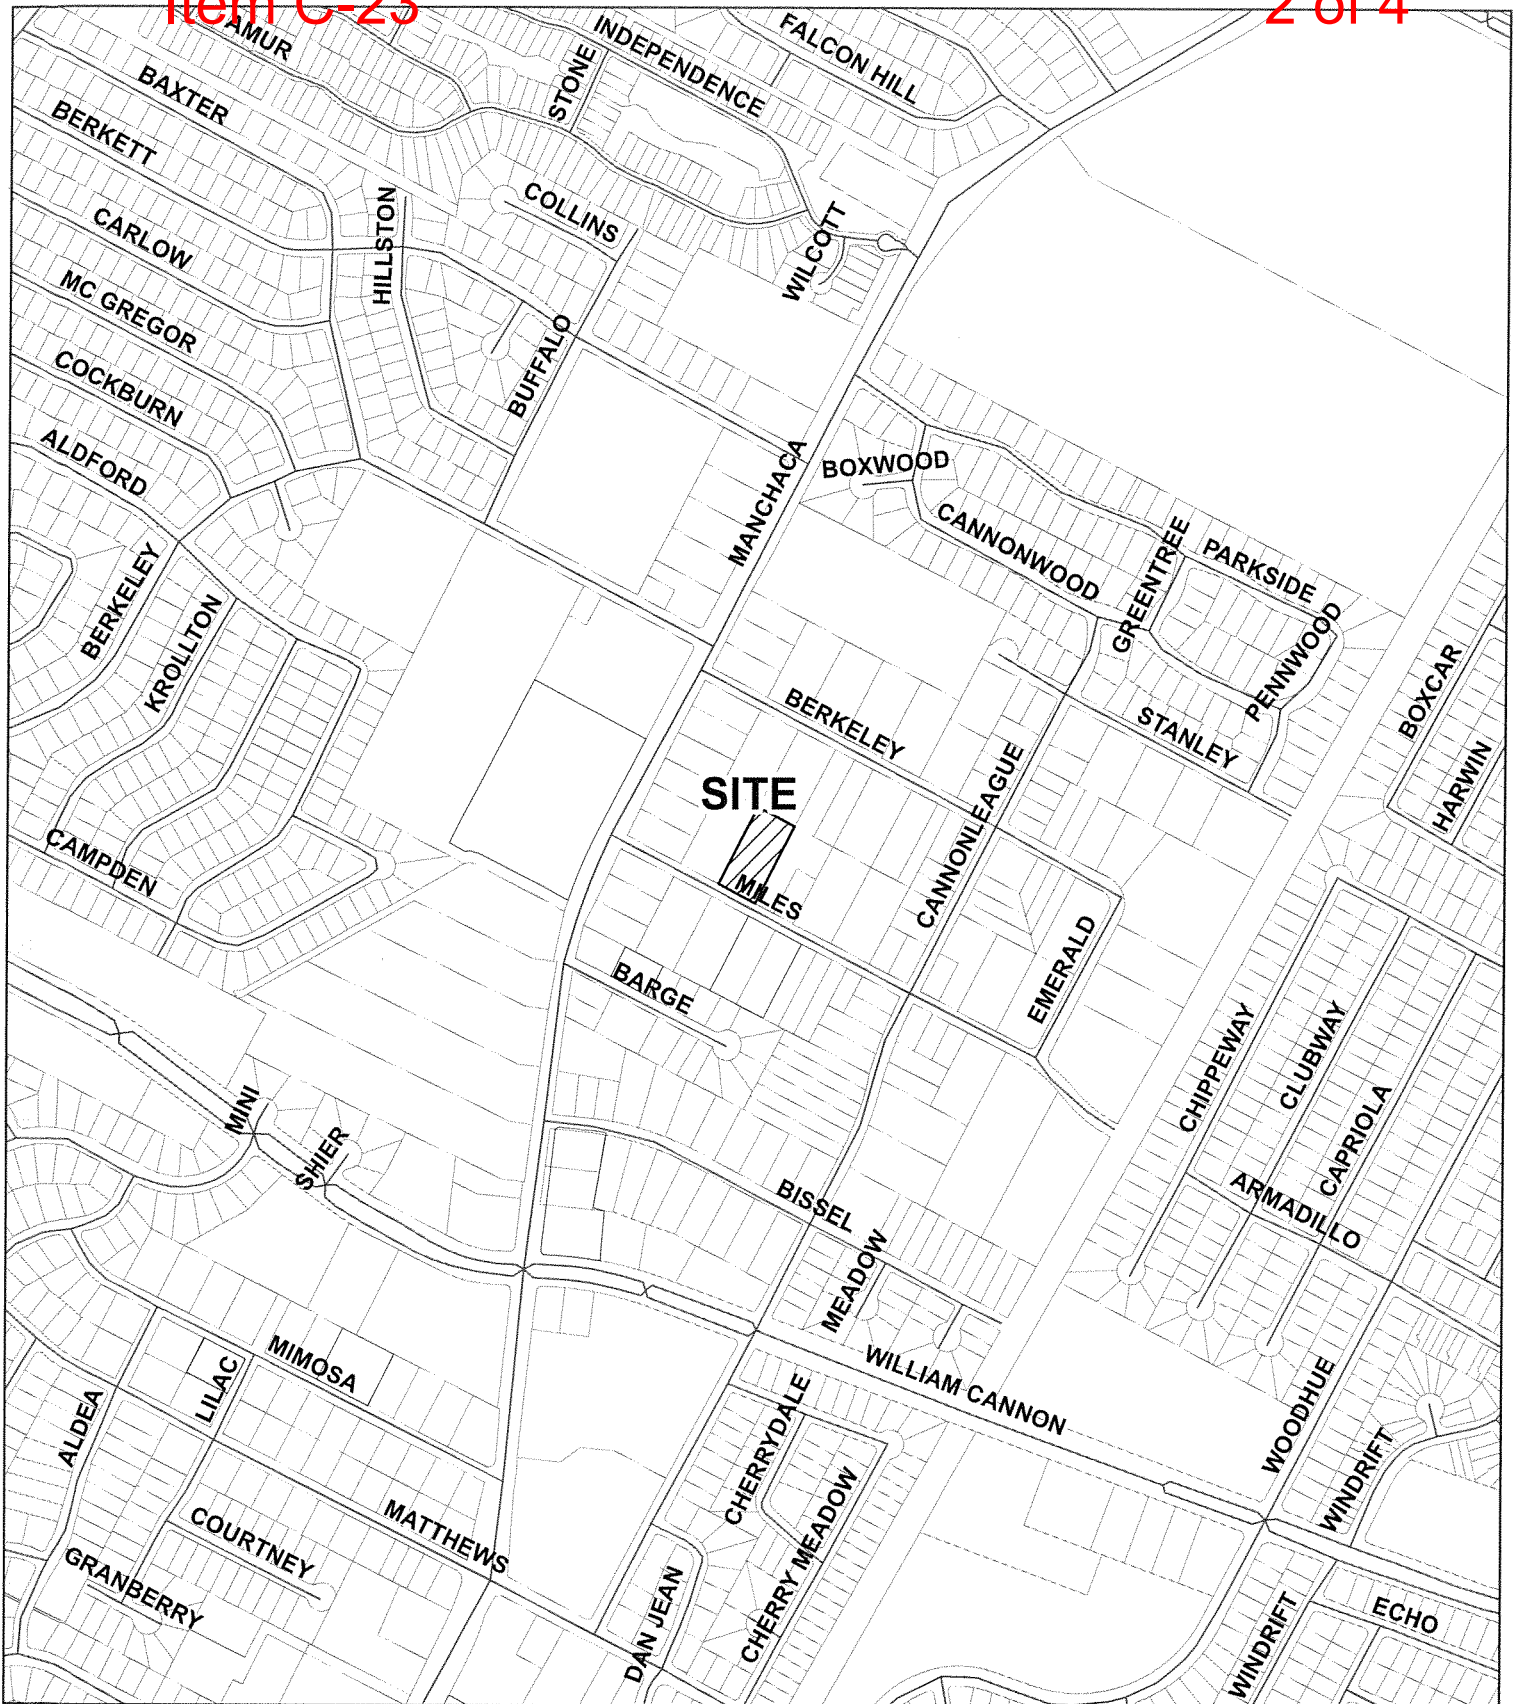 Item C-23
2 of 4
AMUR
INDEPENDENCE
FALCON HILL
STONE
BAXTER
BERKETT
COLLINS
HILLSTON
CARLOW
WILCOTT
MC GREGOR
BUFFALO
COCKBURN
ALDFORD
MANCHACA
BOXWOOD
CANNONWOOD
GREENTREE
PARKSIDE
BERKELEY
KROLLTON
PENNWOOD
BOXCAR
BERKELEY
STANLEY
HARWIN
SITE
CANNONLEAGUE
CAMPDEN
MILES
EMERALD
BARGE
CHIPPEWAY
CLUBWAY
CAPRIOLA
MINI
SHIER
BISSEL
ARMADILLO
MEADOW
MIMOSA
LILAC
WILLIAM CANNON
ALDEA
CHERRYDALE
WOODHUE
WINDRIFT
CHERRY MEADOW
MATTHEWS
COURTNEY
GRANBERRY
DAN JEAN
WINDRIFT
ECHO